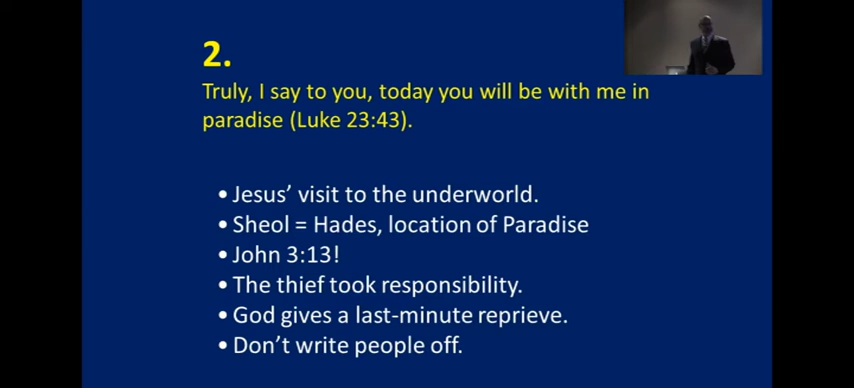 2.
Truly, I say to you, today you will be with me in
paradise (Luke 23:43).
• Jesus’ visit to the underworld.
• Sheol = Hades, location of Paradise
• John 3:13!
• The thief took responsibility.
• God gives a last-minute reprieve.
• Don’t write people off.